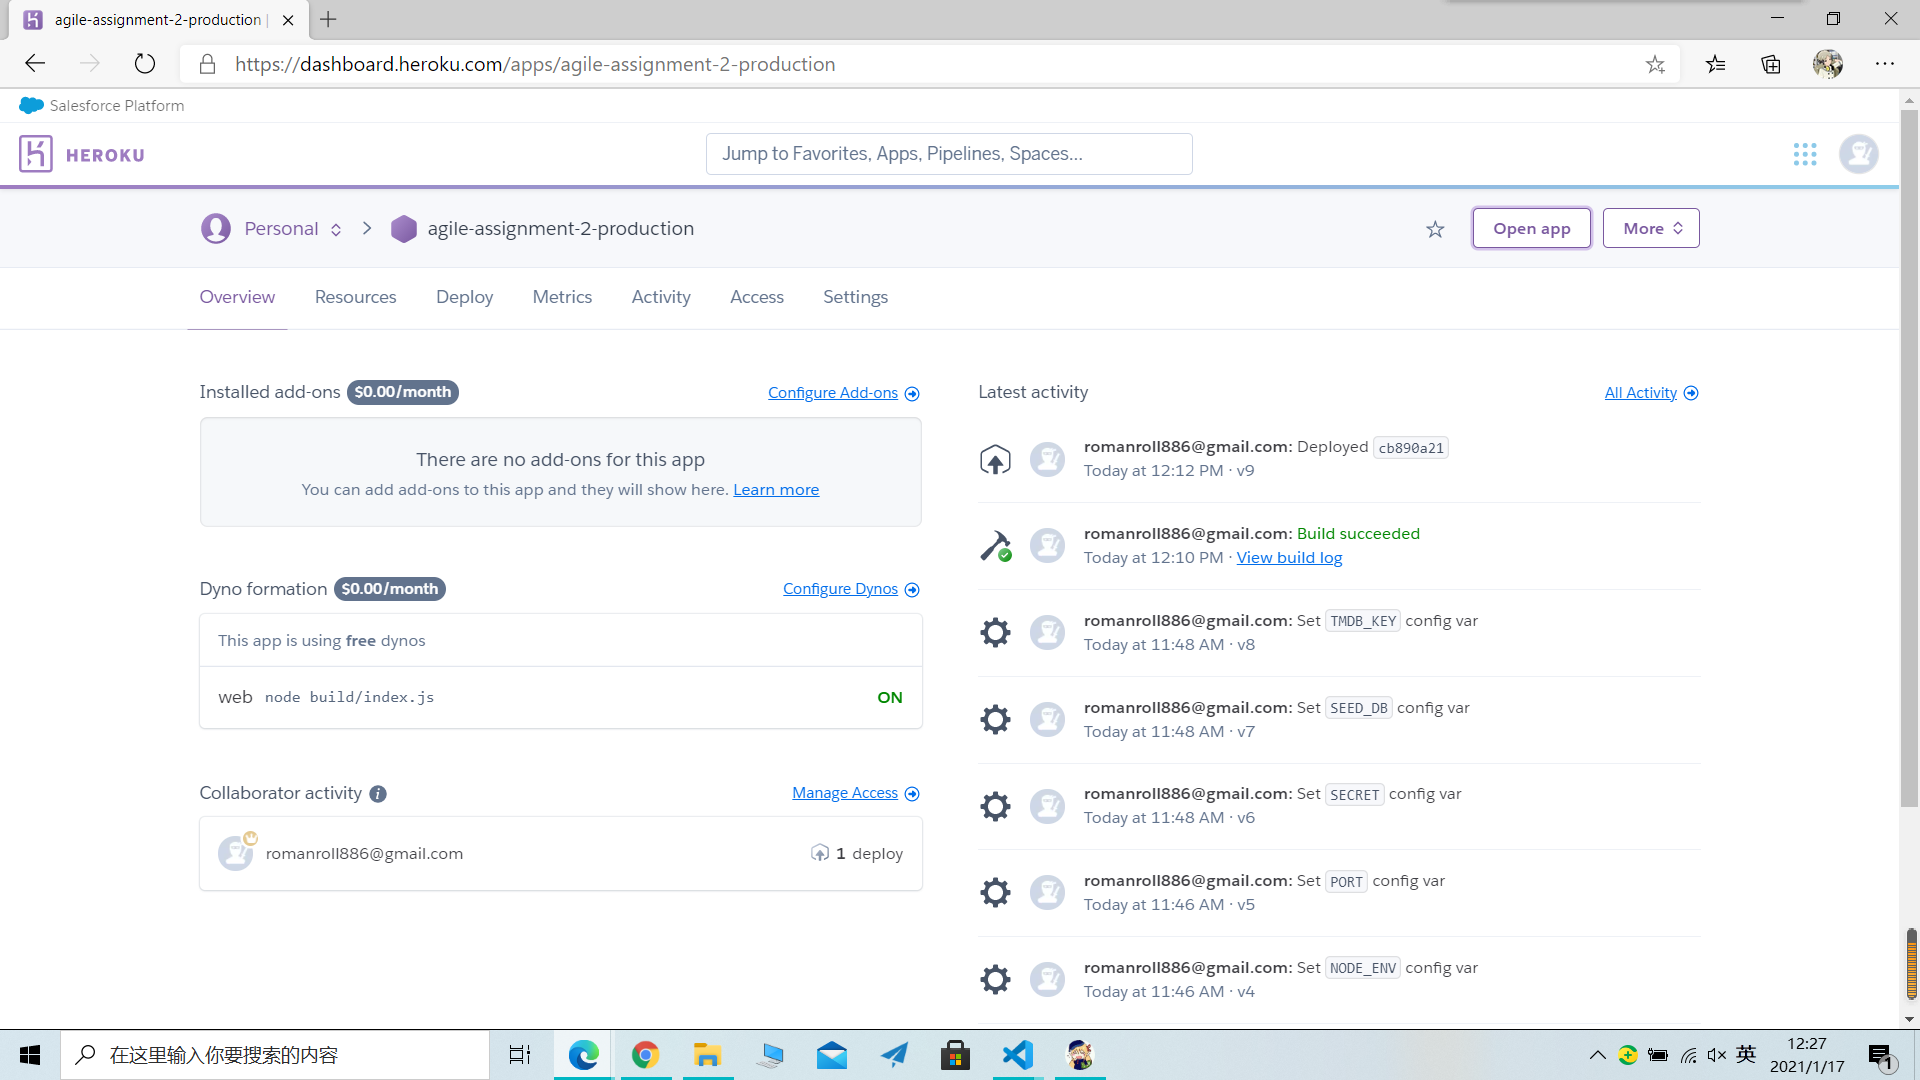 agile-assignment-2-production |
https://dashboard.heroku.com/apps/agile-assignment-2-production
Salesforce Platform
HEROKU
Jump to Favorites, Apps, Pipelines, Spaces...
Personal
agile-assignment-2-production
Open app
More
Overview
Resources
Deploy
Metrics
Activity
Access
Settings
Installed add-ons $0.00/month
Configure Add-ons
There are no add-ons for this app
You can add add-ons to this app and they will show here. Learn more
Dyno formation $0.00/month
Configure Dynos
This app is using free dynos
web node build/index.js
ON
Collaborator activity
Manage Access
romanroll886@gmail.com
1 deploy
Latest activity
All Activity
romanroll886@gmail.com: Deployed cb890a21
Today at 12:12 PM · v9
romanroll886@gmail.com: Build succeeded
Today at 12:10 PM · View build log
romanroll886@gmail.com: Set TMDB_KEY config var
Today at 11:48 AM · v8
romanroll886@gmail.com: Set SEED_DB config var
Today at 11:48 AM · v7
romanroll886@gmail.com: Set SECRET config var
Today at 11:48 AM · v6
romanroll886@gmail.com: Set PORT config var
Today at 11:46 AM · v5
romanroll886@gmail.com: Set NODE_ENV config var
Today at 11:46 AM · v4
在这里输入你要搜索的内容
英
12:27
2021/1/17
1